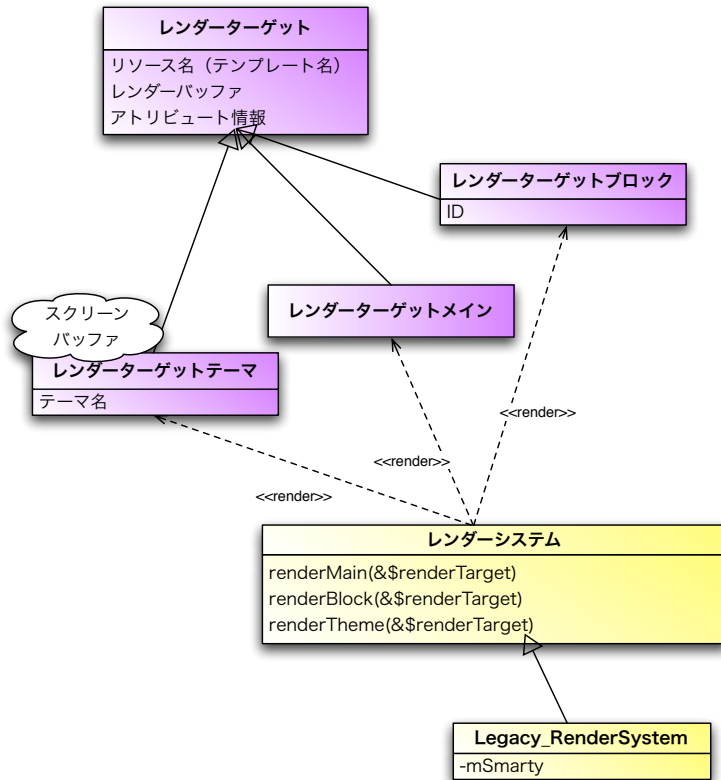 レンダーターゲット
リソース名（テンプレート名）
レンダーバッファ
アトリビュート情報
レンダーターゲットブロック
ID
レンダーターゲットメイン
スクリーン
バッファ
レンダーターゲットテーマ
テーマ名
<<render>>
<<render>>
<<render>>
レンダーシステム
renderMain(&$renderTarget)
renderBlock(&$renderTarget)
renderTheme(&$renderTarget)
Legacy_RenderSystem
-mSmarty